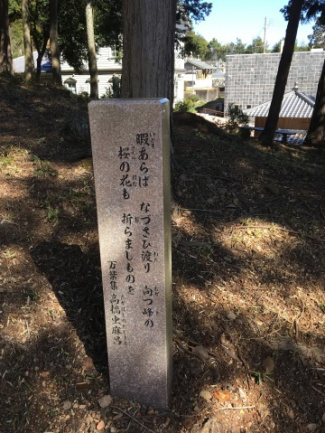 暇あらば なづさひ渡り 向つ峰の
桜の花も 折らましものを
万葉集 高橋虫麻呂